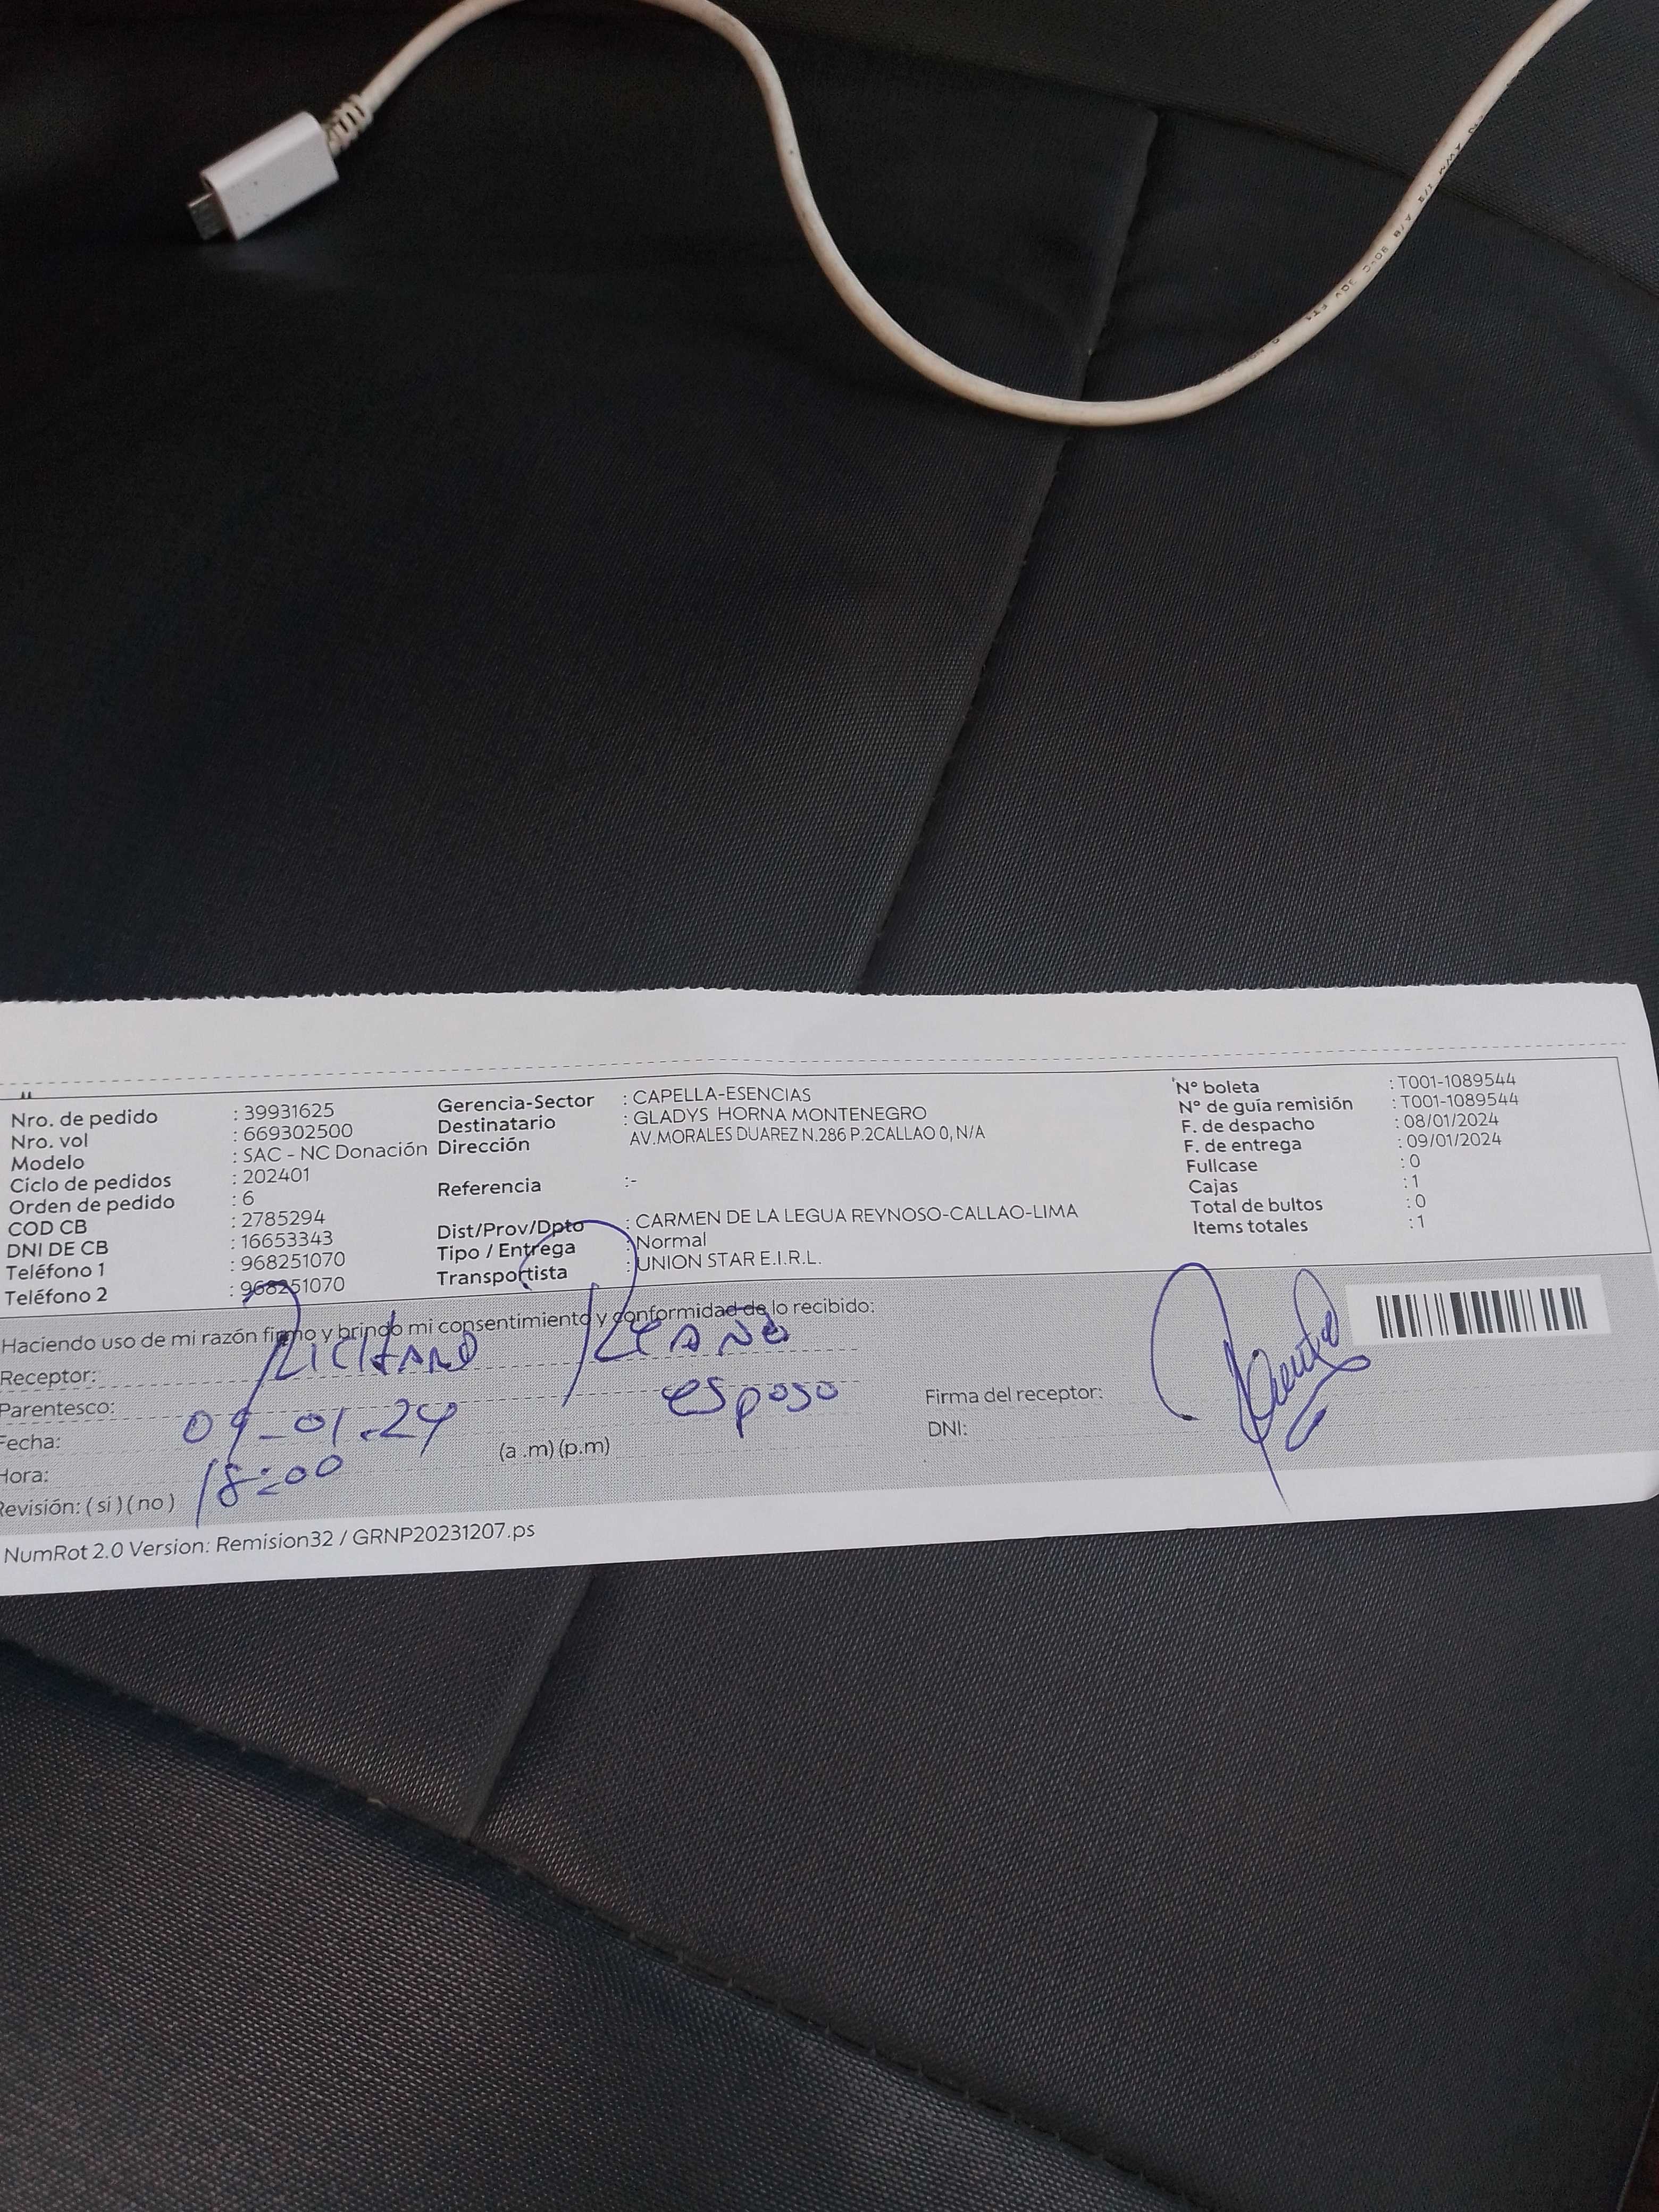 Nro. de pedido : 39931625
Nro. vol : 669302500
Modelo : SAC - NC Donación
Ciclo de pedidos : 202401
Orden de pedido : 6
COD CB : 2785294
DNI DE CB : 16653343
Teléfono 1 : 968251070
Teléfono 2 : 968251070
Gerencia-Sector : CAPELLA-ESENCIAS
Destinatario : GLADYS HORNA MONTENEGRO
Dirección AV.MORALES DUAREZ N.286 P.2CALLAO 0, N/A
Referencia :-
Dist/Prov/Dpto : CARMEN DE LA LEGUA REYNOSO-CALLAO-LIMA
Tipo / Entrega : Normal
Transportista : UNION STAR E.I.R.L.
N° boleta : T001-1089544
N° de guía remisión : T001-1089544
F. de despacho : 08/01/2024
F. de entrega : 09/01/2024
Fullcase : 0
Cajas : 1
Total de bultos : 0
Items totales : 1
Haciendo uso de mi razón firmo y brindo mi consentimiento y conformidad de lo recibido:
Receptor: Richard
Parentesco: esposo
Fecha: 09-01-24
Hora: 18:00 (a .m) (p.m)
Revisión: ( si ) ( no )
Firma del receptor:
DNI:
NumRot 2.0 Version: Remision32 / GRNP20231207.ps